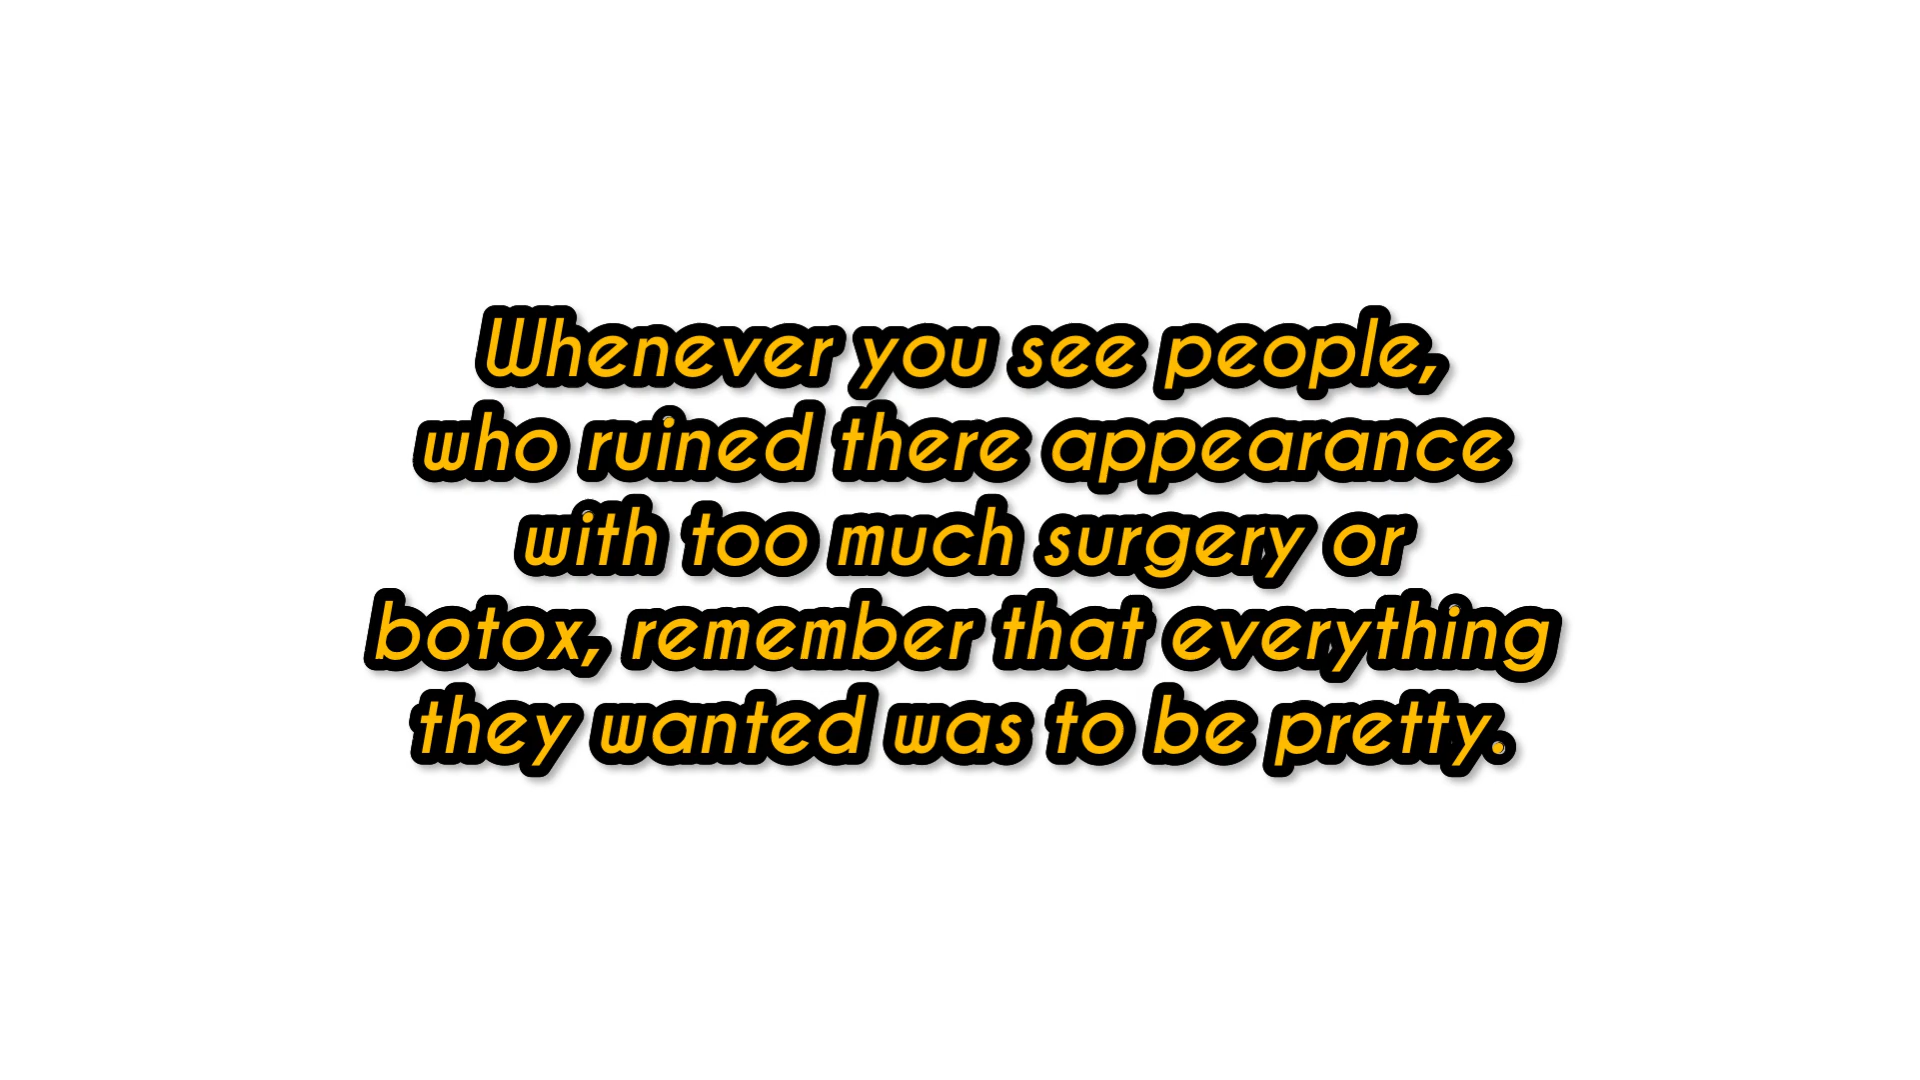 Whenever you see people,
who ruined there appearance
with too much surgery or
botox, remember that everything
they wanted was to be pretty.